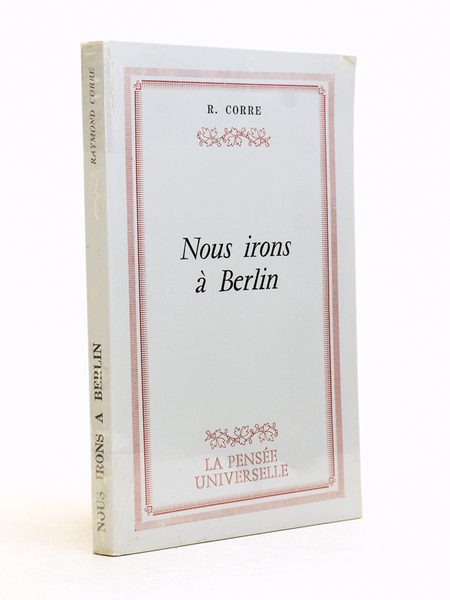 R. CORRE
Nous irons
à Berlin
LA PENSÉE
UNIVERSELLE
RAYMOND CORRE
NOUS IRONS A BERLIN